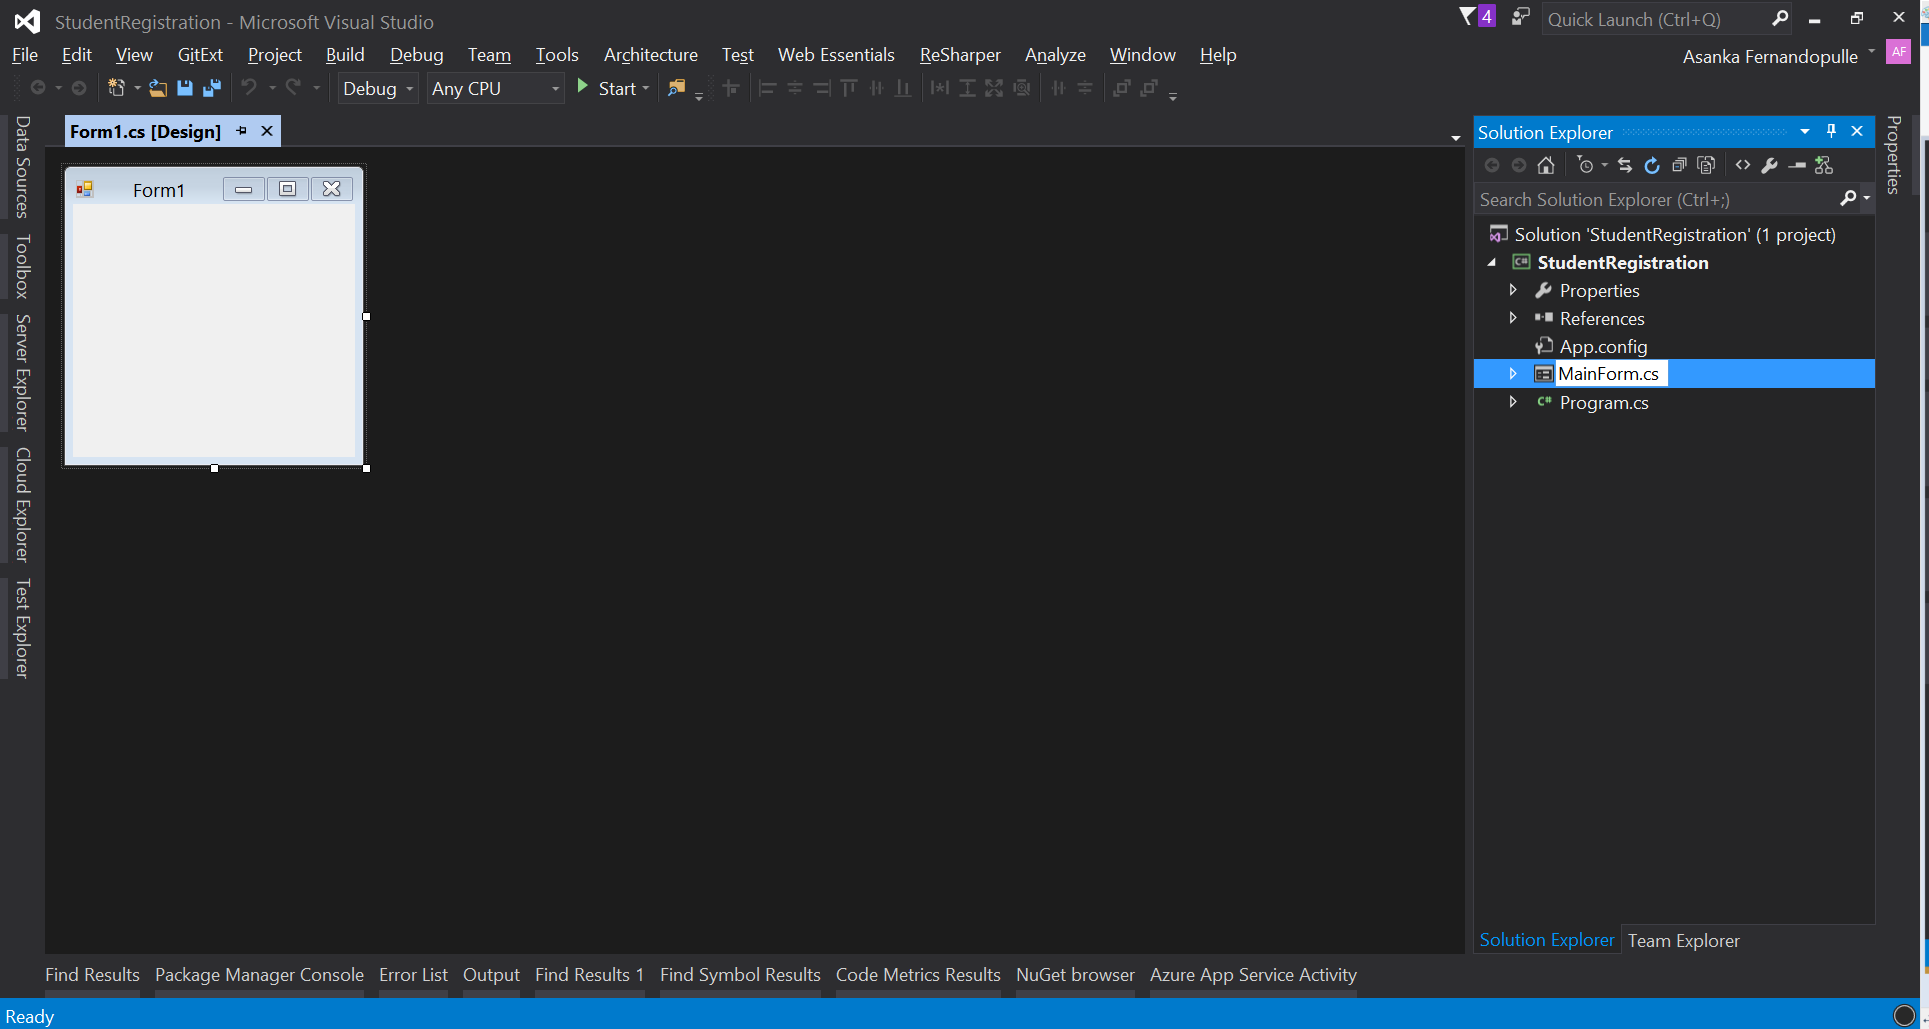 StudentRegistration - Microsoft Visual Studio
4
Quick Launch (Ctrl+Q)
File Edit View GitExt Project Build Debug Team Tools Architecture Test Web Essentials ReSharper Analyze Window Help
Asanka Fernandopulle AF
Debug Any CPU Start
Data Sources
Toolbox
Server Explorer
Cloud Explorer
Test Explorer
Form1.cs [Design]
Form1
Solution Explorer
Search Solution Explorer (Ctrl+;)
Solution 'StudentRegistration' (1 project)
C# StudentRegistration
Properties
References
App.config
MainForm.cs
C# Program.cs
Solution Explorer Team Explorer
Properties
Find Results Package Manager Console Error List Output Find Results 1 Find Symbol Results Code Metrics Results NuGet browser Azure App Service Activity
Ready